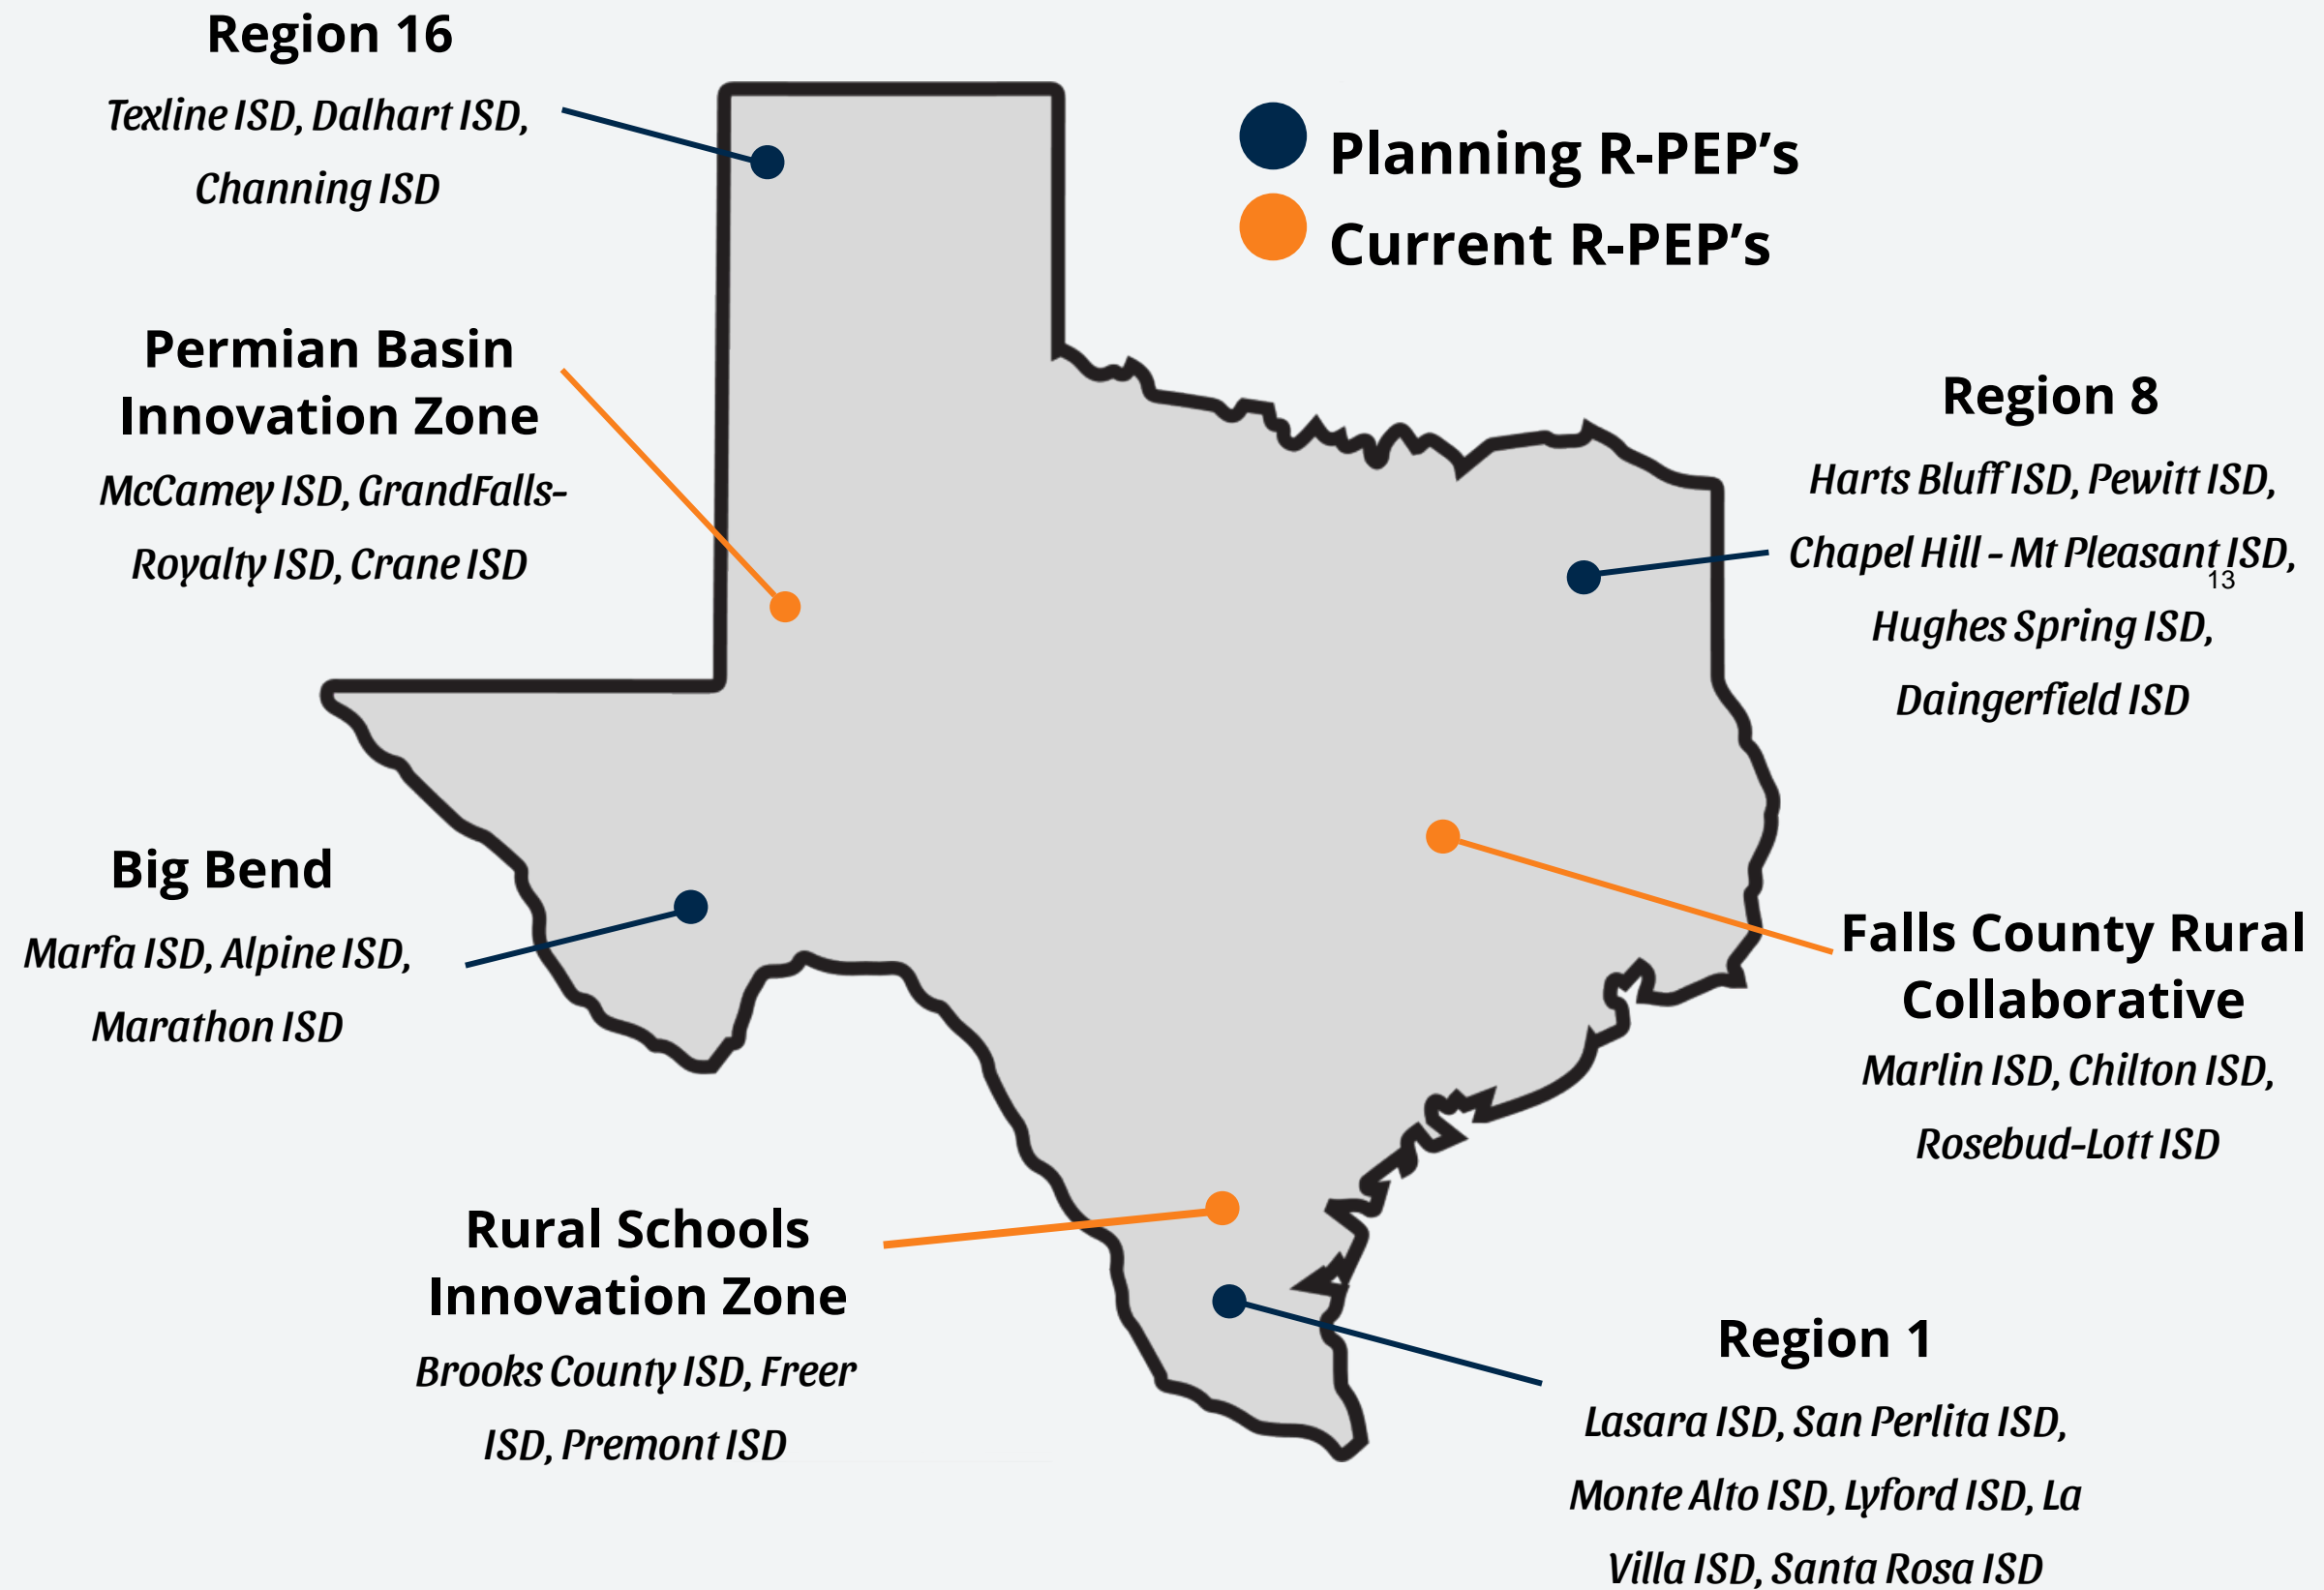 Region 16
Texline ISD, Dalhart ISD,
Channing ISD
Planning R-PEP’s
Current R-PEP’s
Permian Basin
Innovation Zone
McCamey ISD, GrandFalls-
Royalty ISD, Crane ISD
Region 8
Harts Bluff ISD, Pewitt ISD,
Chapel Hill - Mt Pleasant ISD,
13
Hughes Spring ISD,
Daingerfield ISD
Big Bend
Marfa ISD, Alpine ISD,
Marathon ISD
Falls County Rural
Collaborative
Marlin ISD, Chilton ISD,
Rosebud-Lott ISD
Rural Schools
Innovation Zone
Brooks County ISD, Freer
ISD, Premont ISD
Region 1
Lasara ISD, San Perlita ISD,
Monte Alto ISD, Lyford ISD, La
Villa ISD, Santa Rosa ISD